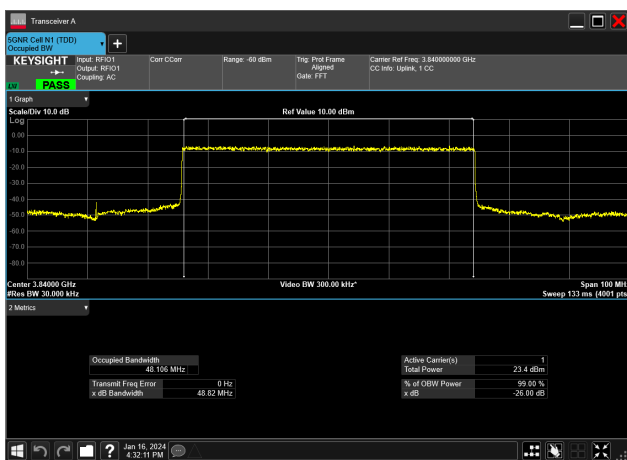 Transceiver A
5GNR Cell N1 (TDD)
Occupied BW
KEYSIGHT Input: RFIO1 Corr CCorr Range: -60 dBm Trig: Prot Frame Carrier Ref Freq: 3.840000000 GHz
Output: RFIO1 Aligned CC Info: Uplink, 1 CC
Coupling: AC Gate: FFT
PASS
1 Graph
Scale/Div 10.0 dB Ref Value 10.00 dBm
Log
0.00
-10.0
-20.0
-30.0
-40.0
-50.0
-60.0
-70.0
-80.0
Center 3.84000 GHz Video BW 300.00 kHz* Span 100 MH
#Res BW 30.000 kHz Sweep 133 ms (4001 pts
2 Metrics
Occupied Bandwidth Active Carrier(s) 1
48.106 MHz Total Power 23.4 dBm
Transmit Freq Error 0 Hz % of OBW Power 99.00 %
x dB Bandwidth 48.82 MHz x dB -26.00 dB
Jan 16, 2024
4:32:11 PM